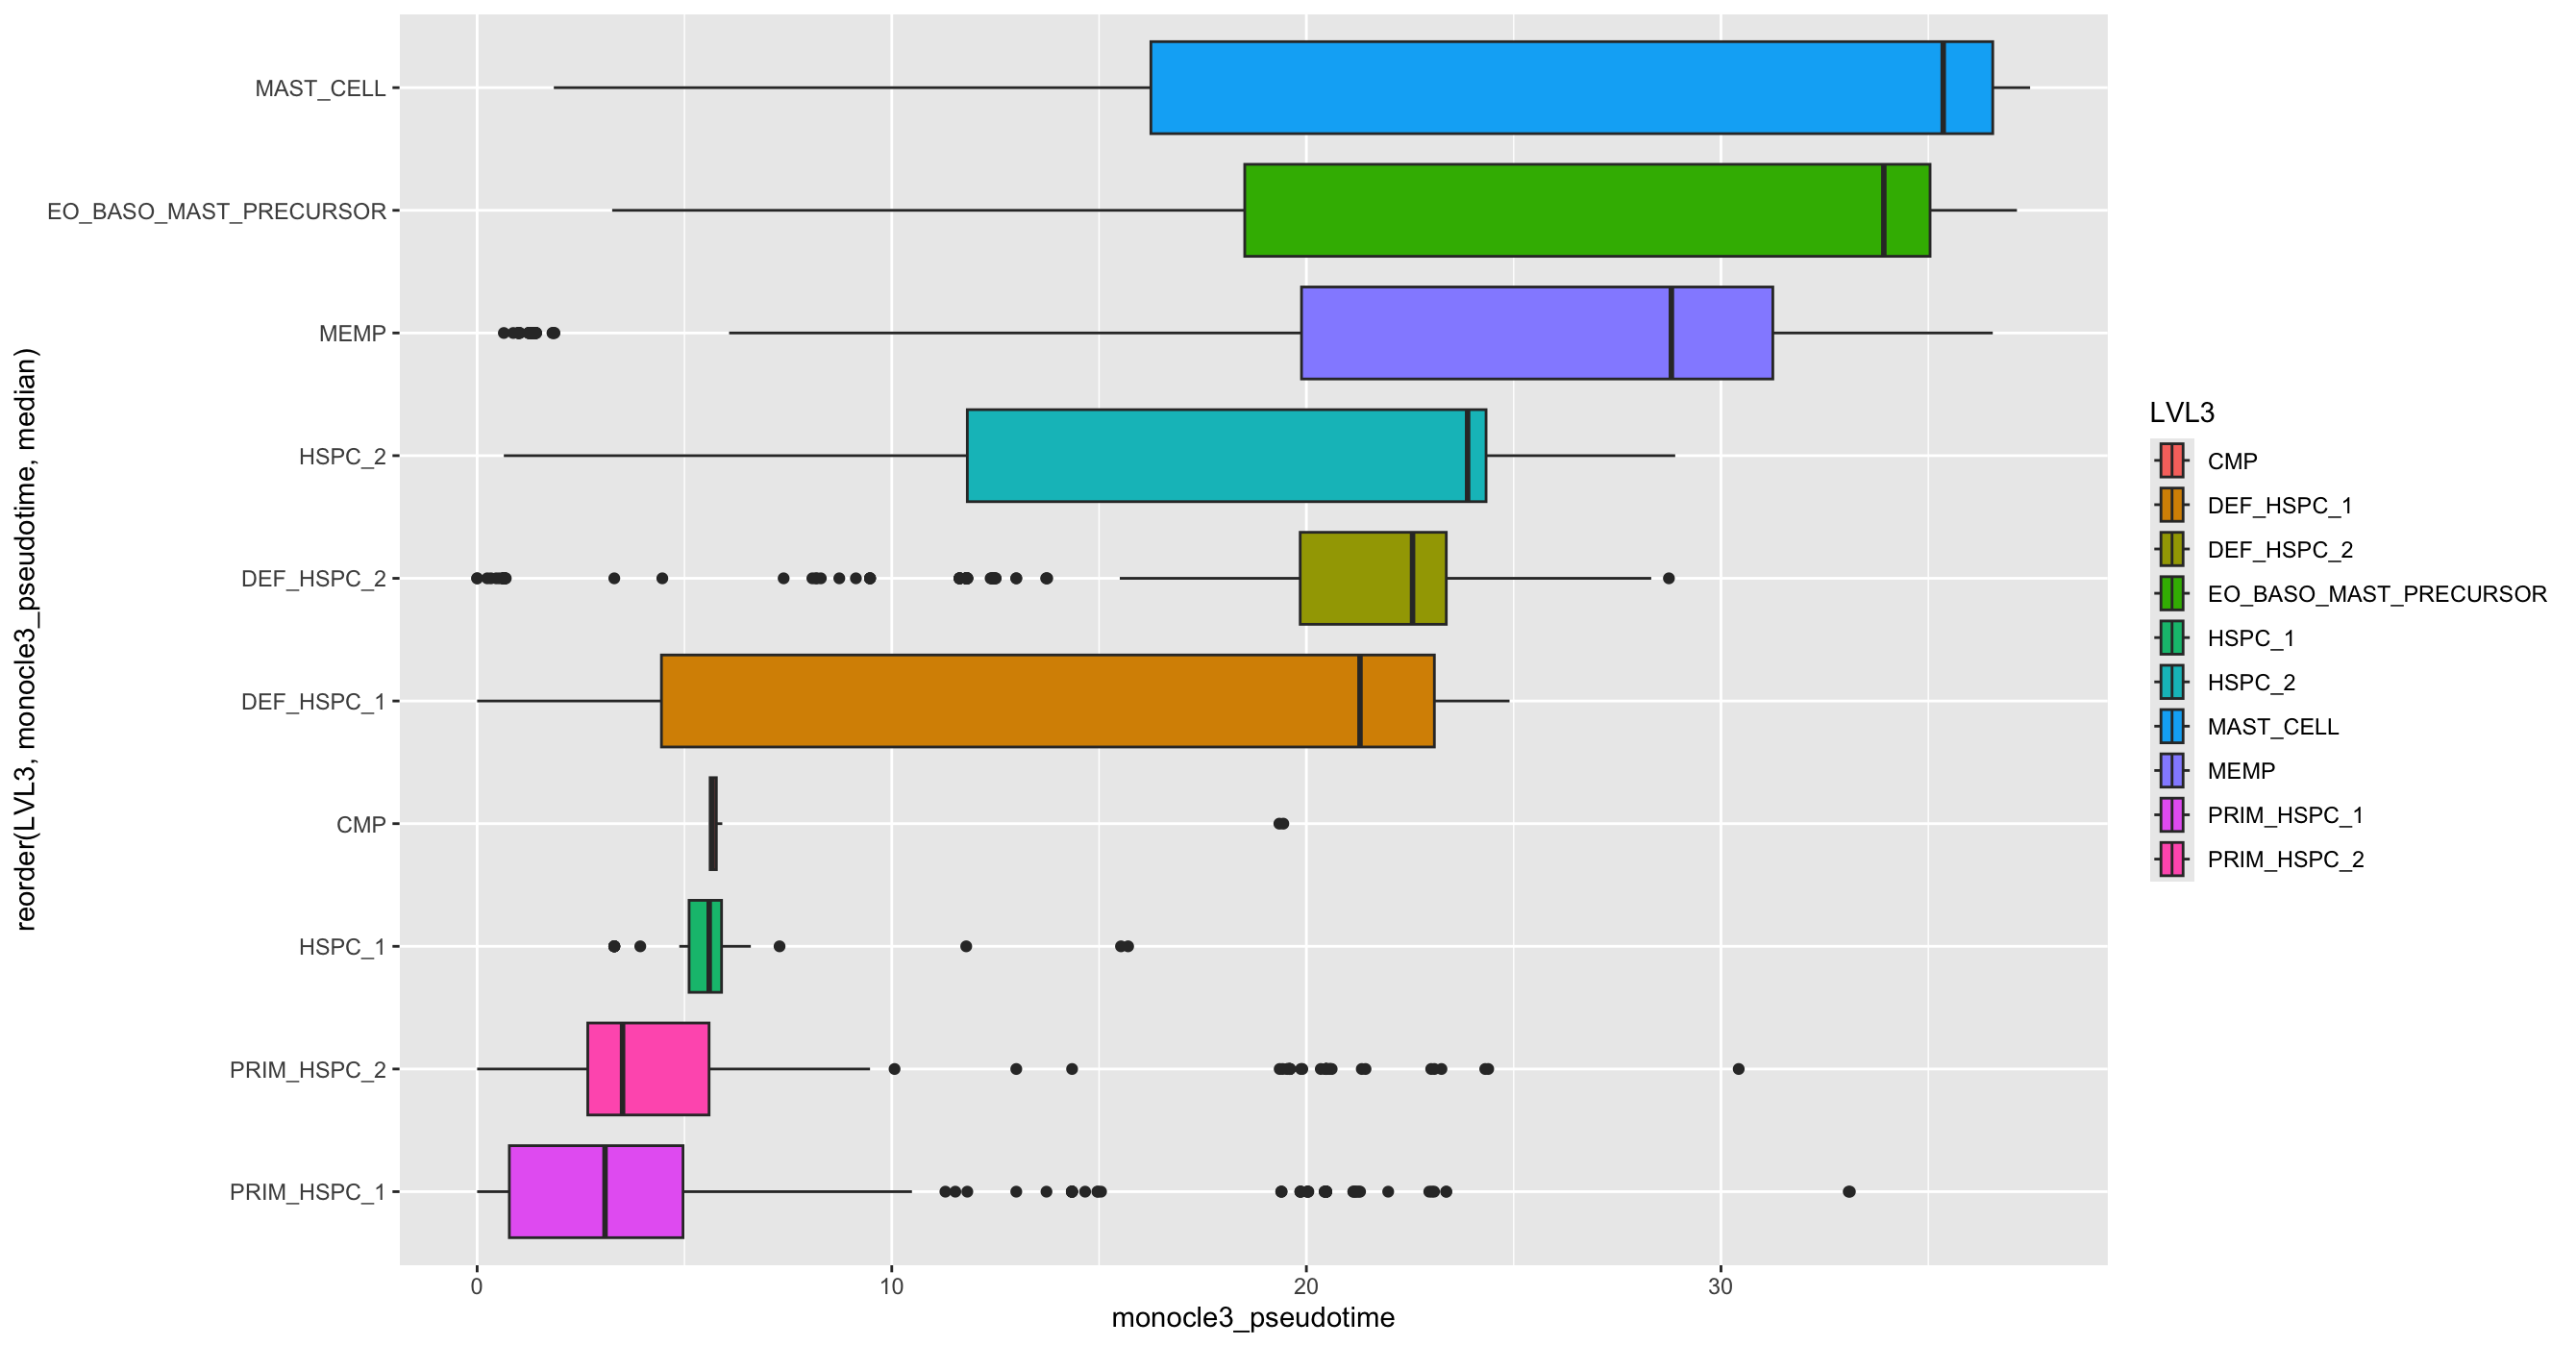 reorder(LVL3, monocle3_pseudotime, median)
MAST_CELL
EO_BASO_MAST_PRECURSOR
MEMP
HSPC_2
DEF_HSPC_2
DEF_HSPC_1
CMP
HSPC_1
PRIM_HSPC_2
PRIM_HSPC_1
0 10 20 30
monocle3_pseudotime
LVL3
CMP
DEF_HSPC_1
DEF_HSPC_2
EO_BASO_MAST_PRECURSOR
HSPC_1
HSPC_2
MAST_CELL
MEMP
PRIM_HSPC_1
PRIM_HSPC_2